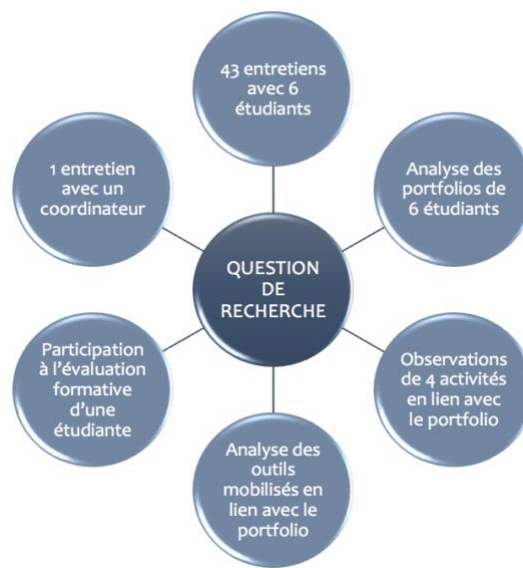 43 entretiens
avec 6
étudiants
Analyse des
portfolios de
6 étudiants
Observations
de 4 activités
en lien avec
le portfolio
Analyse des
outils
mobilisés en
lien avec le
portfolio
Participation
à l'évaluation
formative
d'une
étudiante
1 entretien
avec un
coordinateur
QUESTION
DE
RECHERCHE